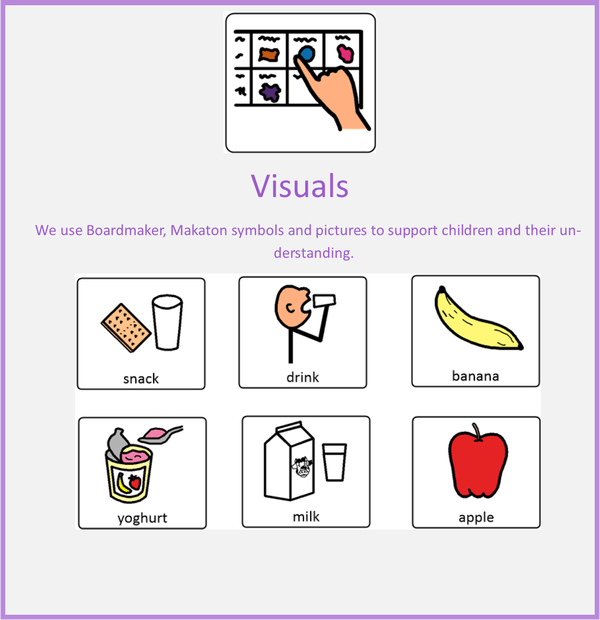 Visuals
We use Boardmaker, Makaton symbols and pictures to support children and their un-
derstanding.
snack
drink
banana
yoghurt
milk
apple